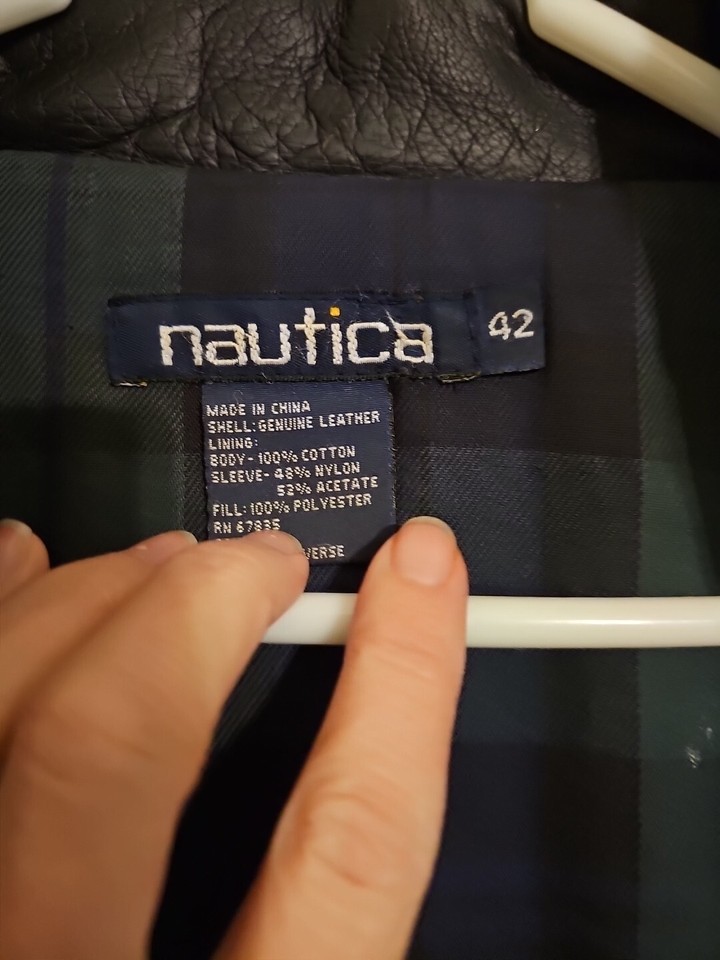 nautica
42
MADE IN CHINA
SHELL: GENUINE LEATHER
LINING:
BODY- 100% COTTON
SLEEVE- 48% NYLON
52% ACETATE
FILL: 100% POLYESTER
RN 67835
VERSE